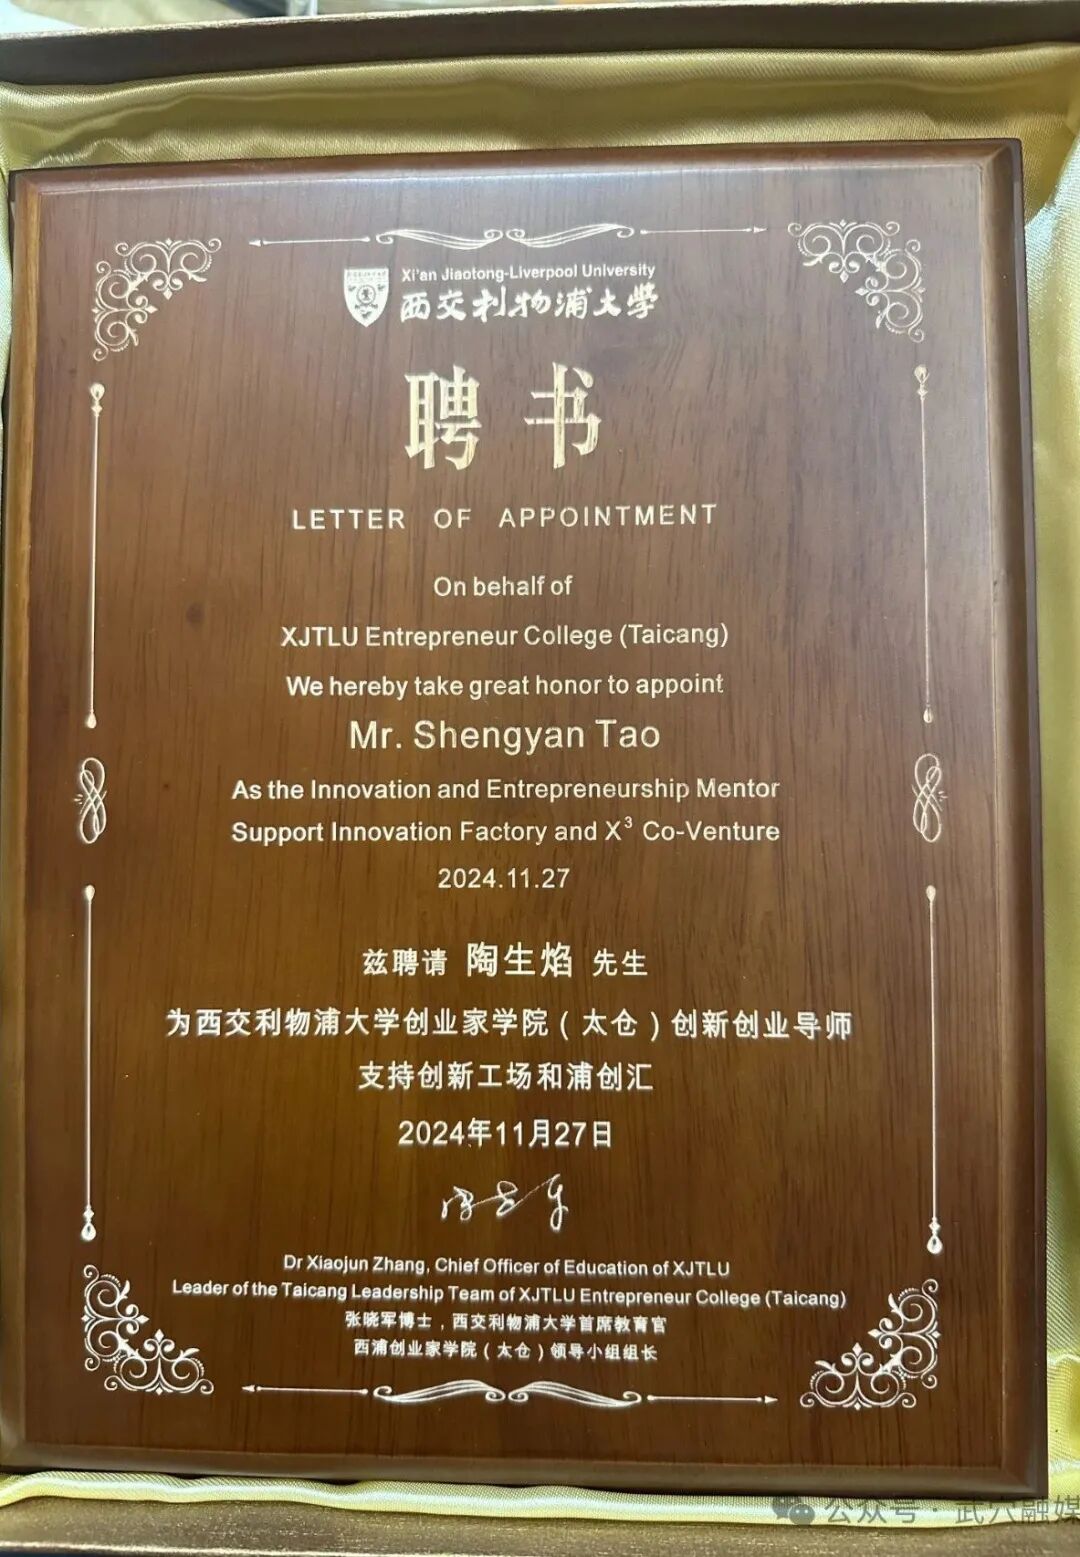 Xi'an Jiaotong-Liverpool University
西交利物浦大學
聘书
LETTER OF APPOINTMENT
On behalf of
XJTLU Entrepreneur College (Taicang)
We hereby take great honor to appoint
Mr. Shengyan Tao
As the Innovation and Entrepreneurship Mentor
Support Innovation Factory and X³ Co-Venture
2024.11.27
兹聘请 陶生焰 先生
为西交利物浦大学创业家学院（太仓）创新创业导师
支持创新工场和浦创汇
2024年11月27日
Dr Xiaojun Zhang, Chief Officer of Education of XJTLU
Leader of the Taicang Leadership Team of XJTLU Entrepreneur College (Taicang)
张晓军博士，西交利物浦大学首席教育官
西浦创业家学院（太仓）领导小组组长
公众号 · 武穴融媒